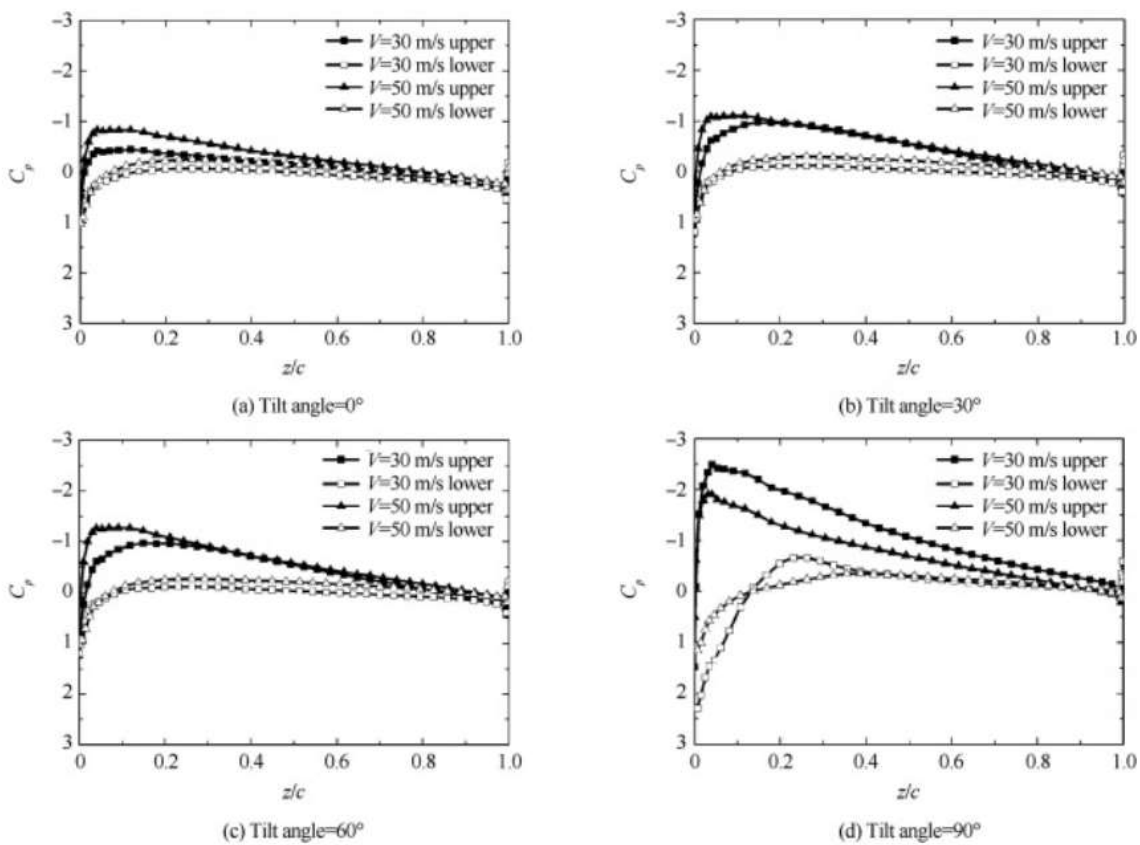 -3
-2
-1
0
1
2
3
C_p
V=30 m/s upper
V=30 m/s lower
V=50 m/s upper
V=50 m/s lower
0 0.2 0.4 0.6 0.8 1.0
z/c
(a) Tilt angle=0°
-3
-2
-1
0
1
2
3
C_p
V=30 m/s upper
V=30 m/s lower
V=50 m/s upper
V=50 m/s lower
0 0.2 0.4 0.6 0.8 1.0
z/c
(b) Tilt angle=30°
-3
-2
-1
0
1
2
3
C_p
V=30 m/s upper
V=30 m/s lower
V=50 m/s upper
V=50 m/s lower
0 0.2 0.4 0.6 0.8 1.0
z/c
(c) Tilt angle=60°
-3
-2
-1
0
1
2
3
C_p
V=30 m/s upper
V=30 m/s lower
V=50 m/s upper
V=50 m/s lower
0 0.2 0.4 0.6 0.8 1.0
z/c
(d) Tilt angle=90°